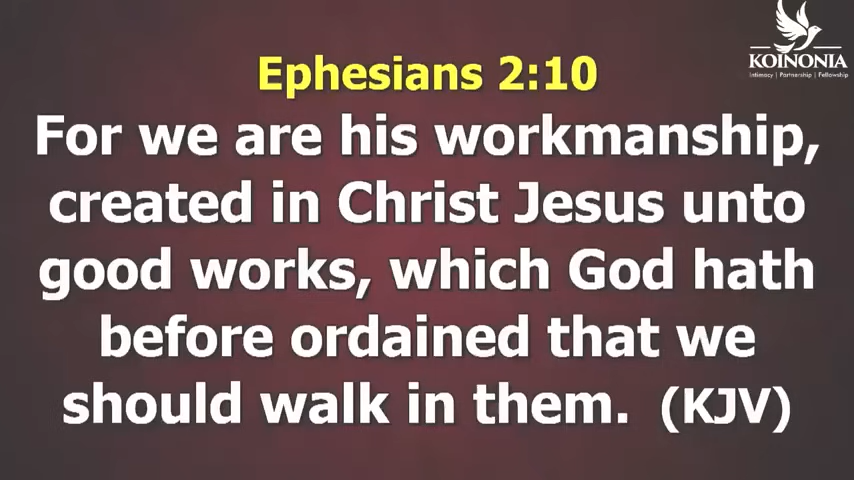 KOINONIA
Intimacy | Partnership | Fellowship
Ephesians 2:10
For we are his workmanship,
created in Christ Jesus unto
good works, which God hath
before ordained that we
should walk in them. (KJV)